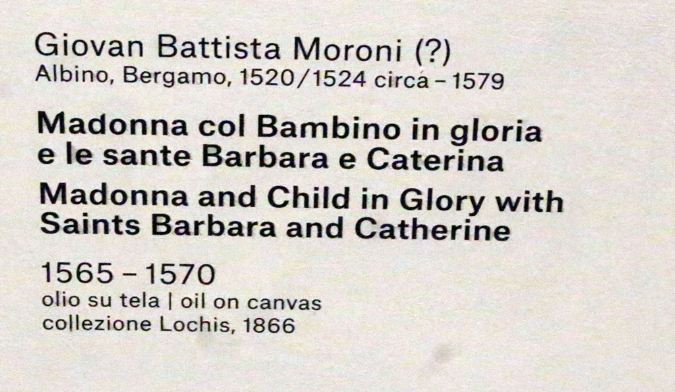 Giovan Battista Moroni (?)
Albino, Bergamo, 1520/1524 circa – 1579
Madonna col Bambino in gloria
e le sante Barbara e Caterina
Madonna and Child in Glory with
Saints Barbara and Catherine
1565 – 1570
olio su tela | oil on canvas
collezione Lochis, 1866